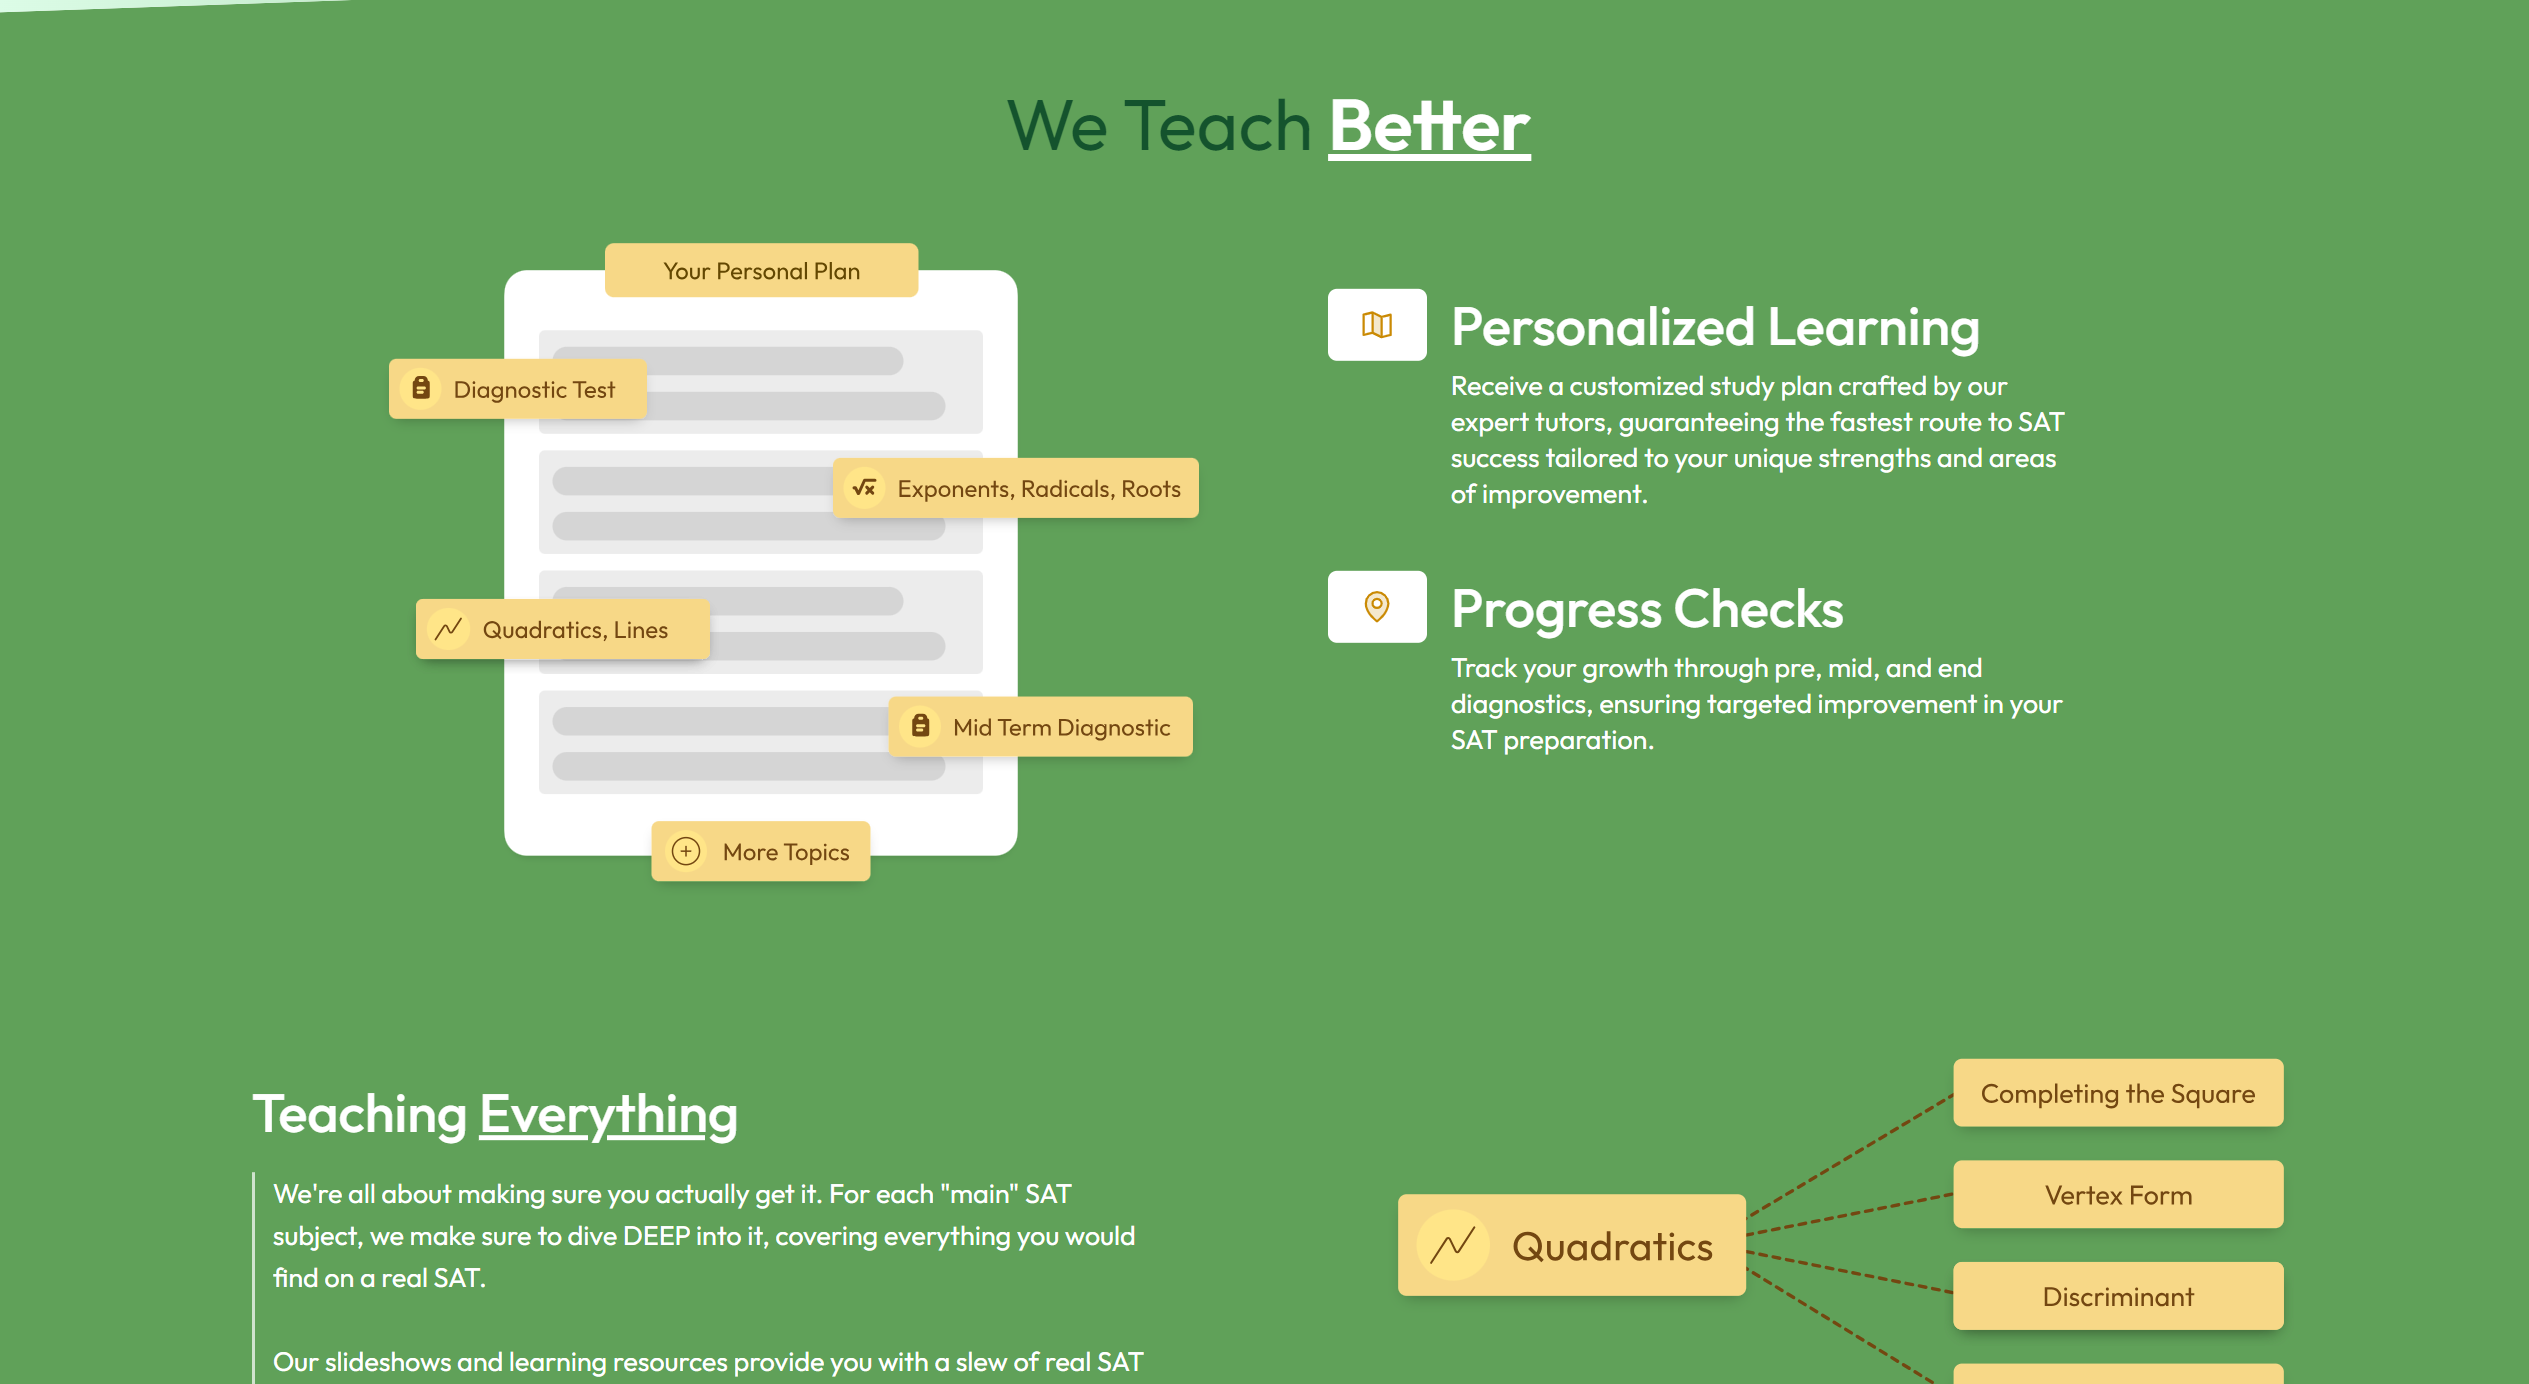 We Teach Better
Your Personal Plan
Diagnostic Test
Exponents, Radicals, Roots
Quadratics, Lines
Mid Term Diagnostic
More Topics
Personalized Learning
Receive a customized study plan crafted by our
expert tutors, guaranteeing the fastest route to SAT
success tailored to your unique strengths and areas
of improvement.
Progress Checks
Track your growth through pre, mid, and end
diagnostics, ensuring targeted improvement in your
SAT preparation.
Teaching Everything
We're all about making sure you actually get it. For each "main" SAT
subject, we make sure to dive DEEP into it, covering everything you would
find on a real SAT.
Our slideshows and learning resources provide you with a slew of real SAT
Quadratics
Completing the Square
Vertex Form
Discriminant